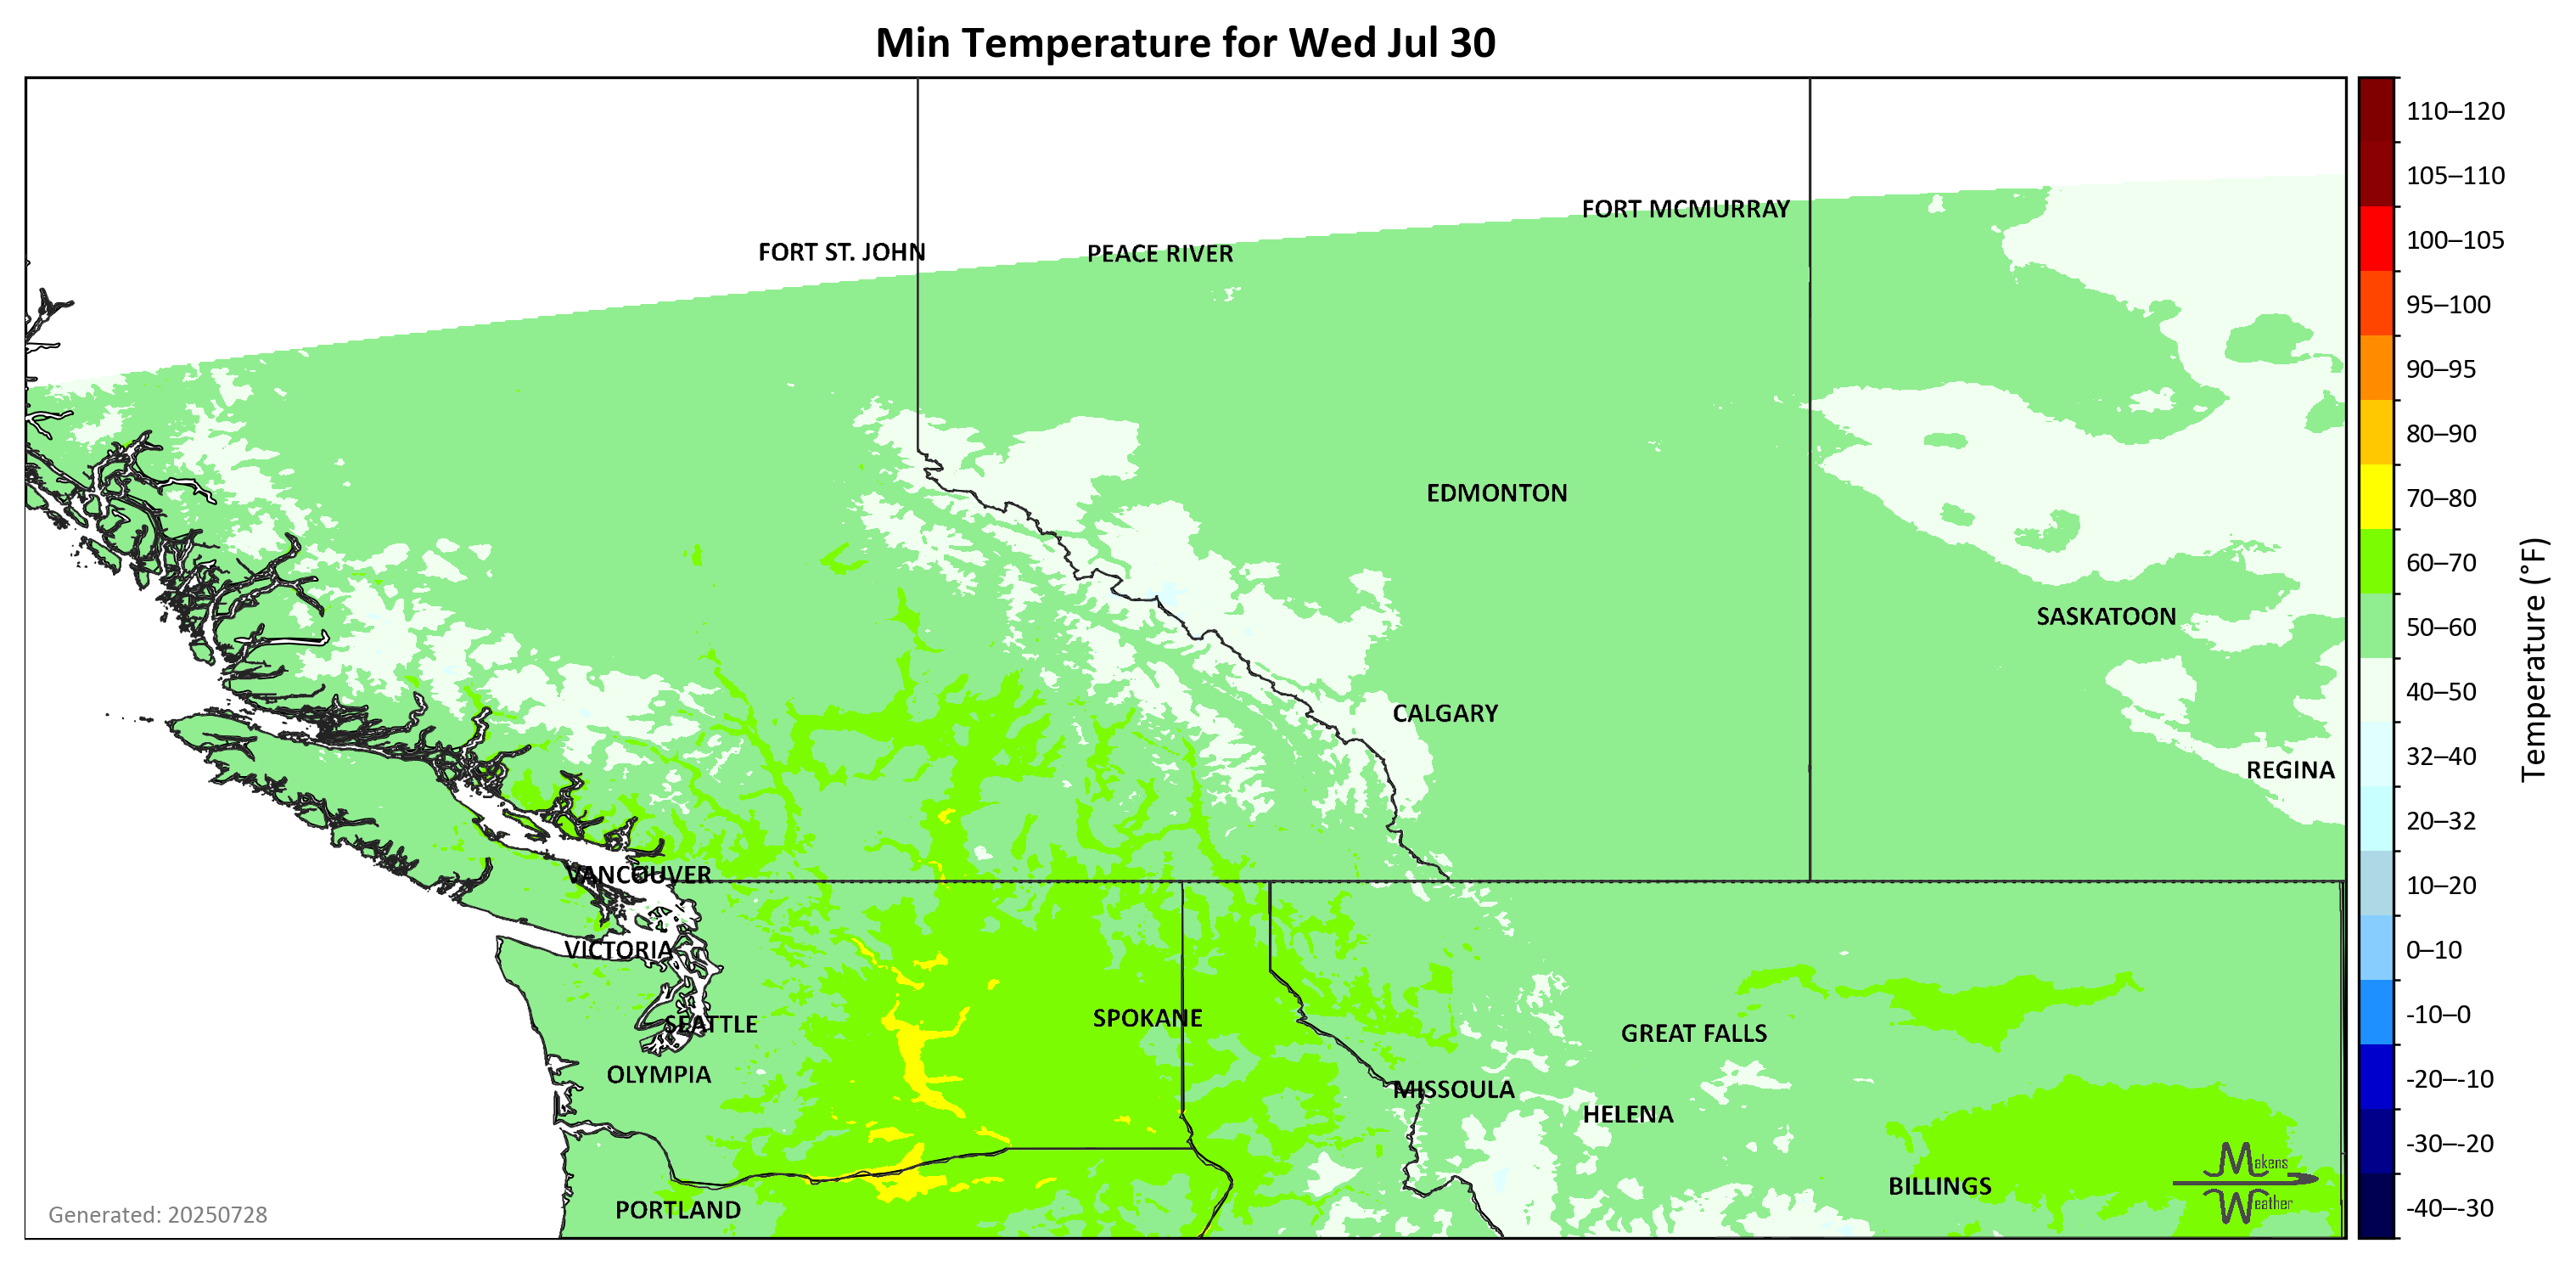 Min Temperature for Wed Jul 30
110–120
105–110
100–105
95–100
90–95
80–90
70–80
60–70
50–60
40–50
32–40
20–32
10–20
0–10
-10–0
-20–-10
-30–-20
-40–-30
Temperature (°F)
FORT MCMURRAY
FORT ST. JOHN
PEACE RIVER
EDMONTON
SASKATOON
CALGARY
REGINA
VANCOUVER
VICTORIA
SEATTLE
SPOKANE
GREAT FALLS
OLYMPIA
MISSOULA
HELENA
BILLINGS
PORTLAND
Makens
Weather
Generated: 20250728